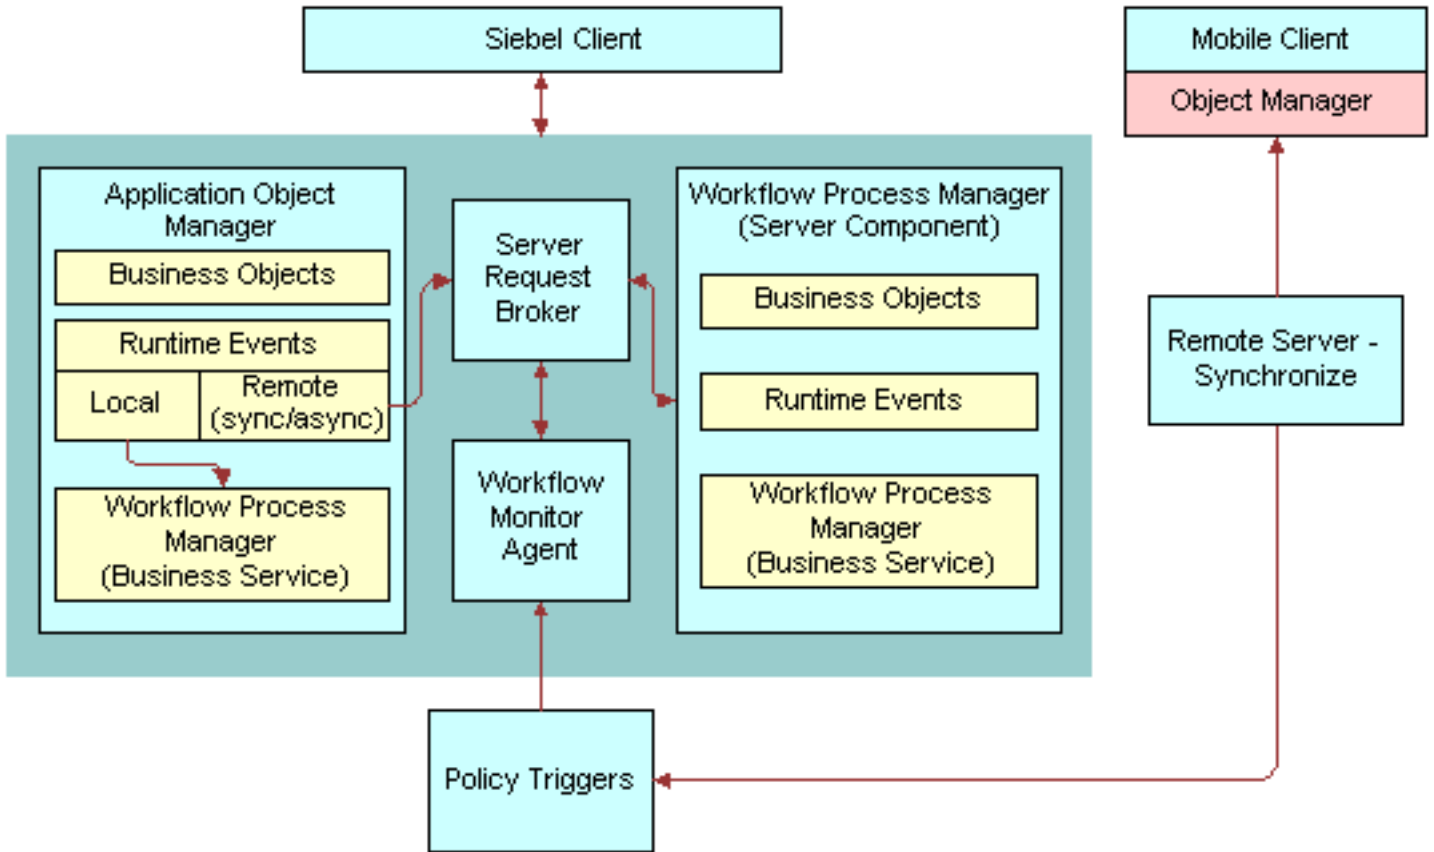 Siebel Client
Mobile Client
Object Manager
Application Object
Manager
Business Objects
Runtime Events
Local
Remote
(sync/async)
Workflow Process
Manager
(Business Service)
Server
Request
Broker
Workflow
Monitor
Agent
Workflow Process Manager
(Server Component)
Business Objects
Runtime Events
Workflow Process
Manager
(Business Service)
Remote Server -
Synchronize
Policy Triggers